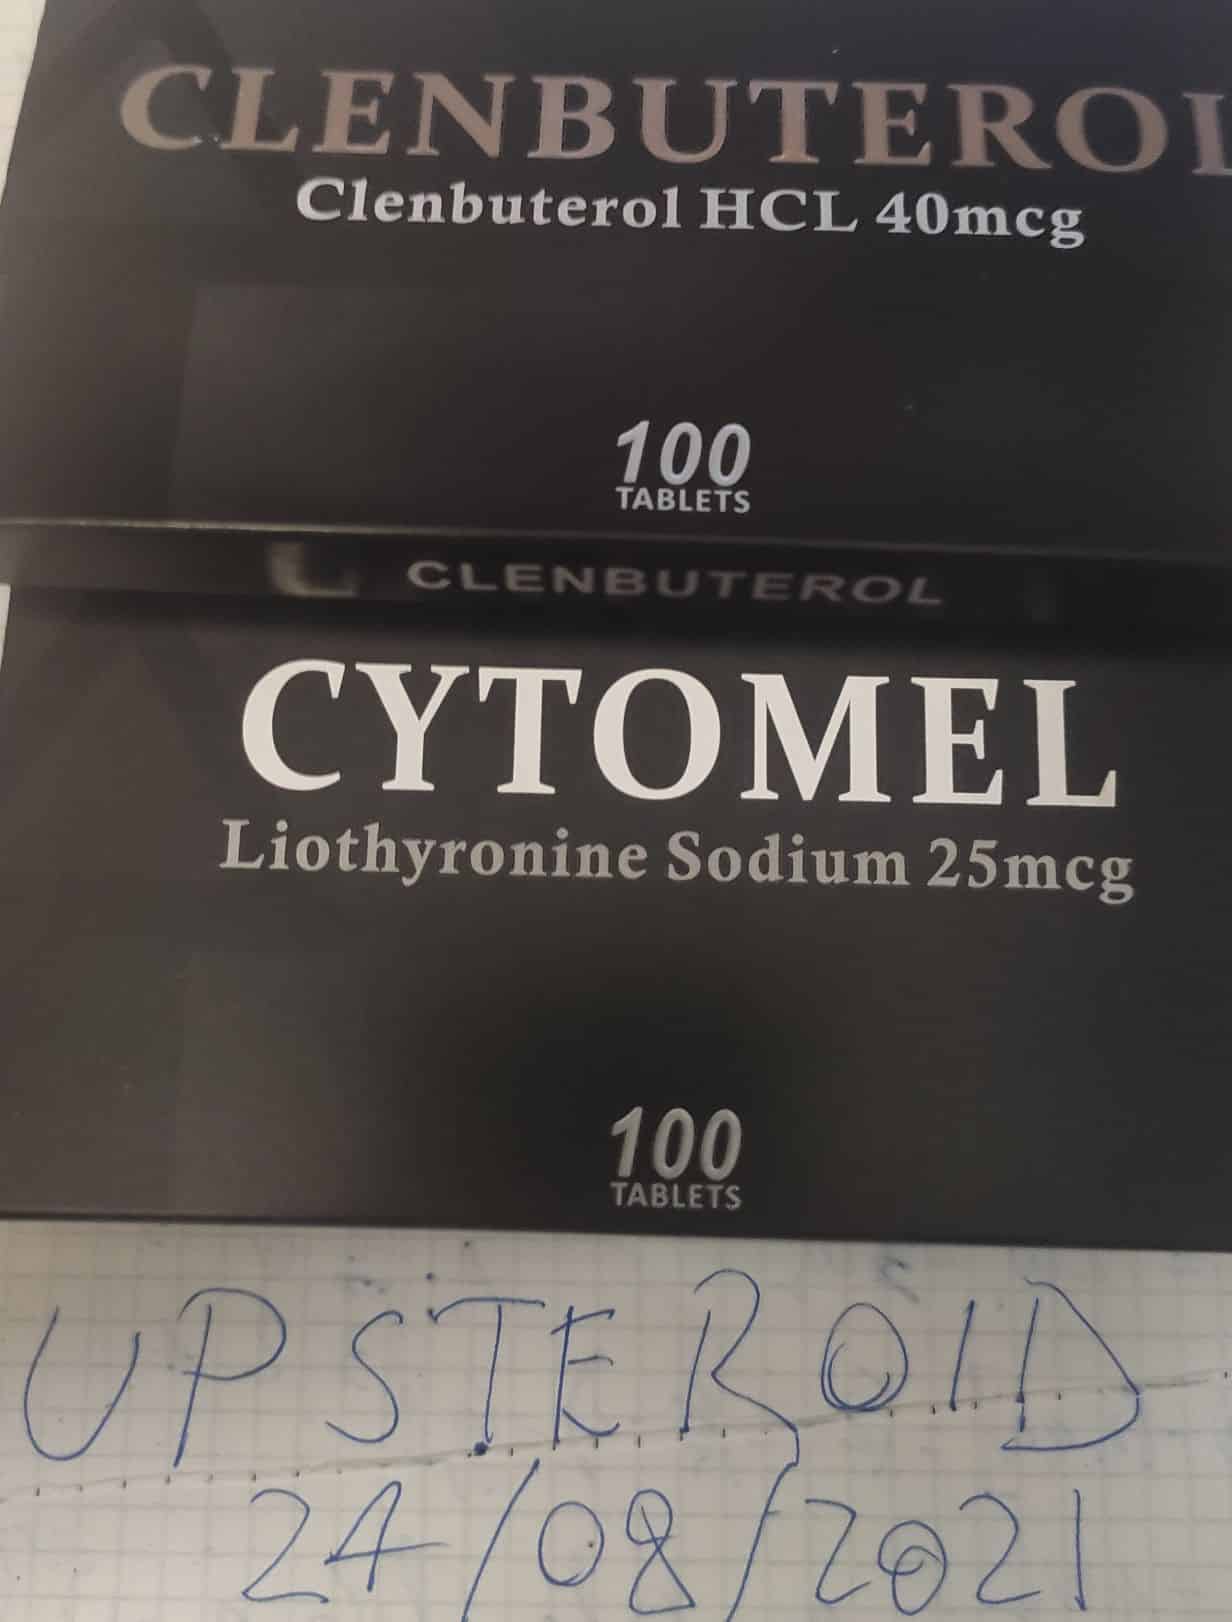 CLENBUTEROL
Clenbuterol HCL 40mcg
100
TABLETS
CLENBUTEROL
CYTOMEL
Liothyronine Sodium 25mcg
100
TABLETS
UPSTEROID
24/08/2021